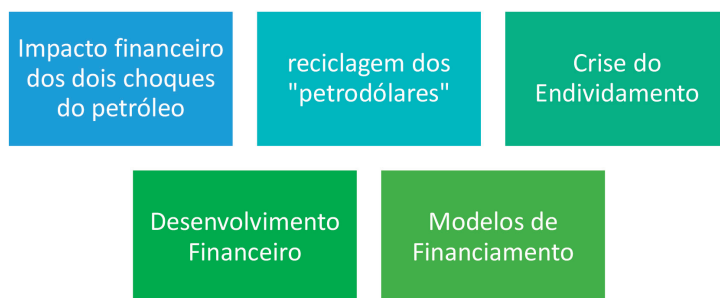 Impacto financeiro
dos dois choques
do petróleo
reciclagem dos
"petrodólares"
Crise do
Endividamento
Desenvolvimento
Financeiro
Modelos de
Financiamento